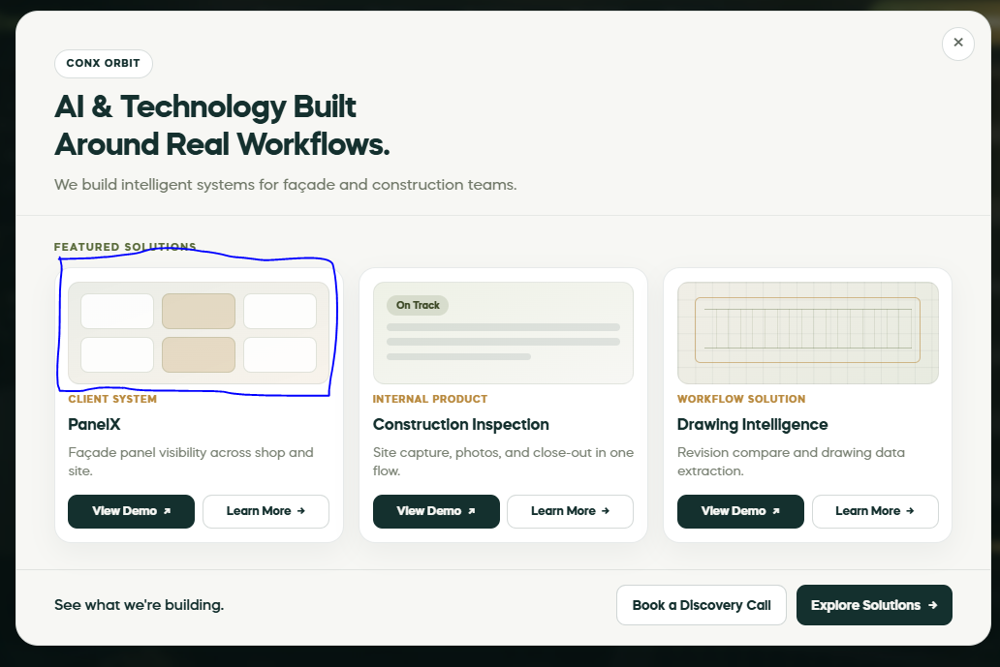 CONX ORBIT
AI & Technology Built
Around Real Workflows.
We build intelligent systems for façade and construction teams.
FEATURED SOLUTIONS
On Track
CLIENT SYSTEM
PanelX
Façade panel visibility across shop and
site.
View Demo ↗
Learn More →
INTERNAL PRODUCT
Construction Inspection
Site capture, photos, and close-out in one
flow.
View Demo ↗
Learn More →
WORKFLOW SOLUTION
Drawing Intelligence
Revision compare and drawing data
extraction.
View Demo ↗
Learn More →
See what we're building.
Book a Discovery Call
Explore Solutions →